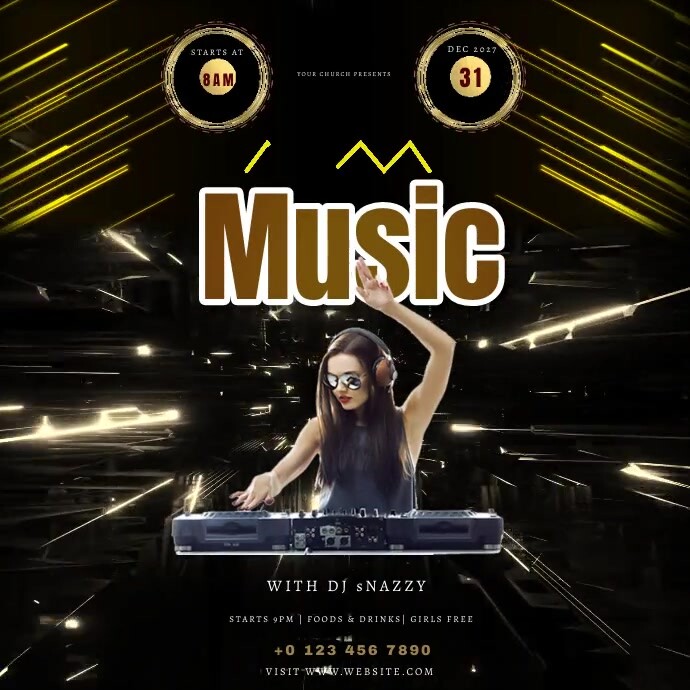 STARTS AT
8AM
YOUR CHURCH PRESENTS
DEC 2027
31
Music
WITH DJ sNAZZY
STARTS 9PM | FOODS & DRINKS| GIRLS FREE
+0 123 456 7890
VISIT WWW.WEBSITE.COM